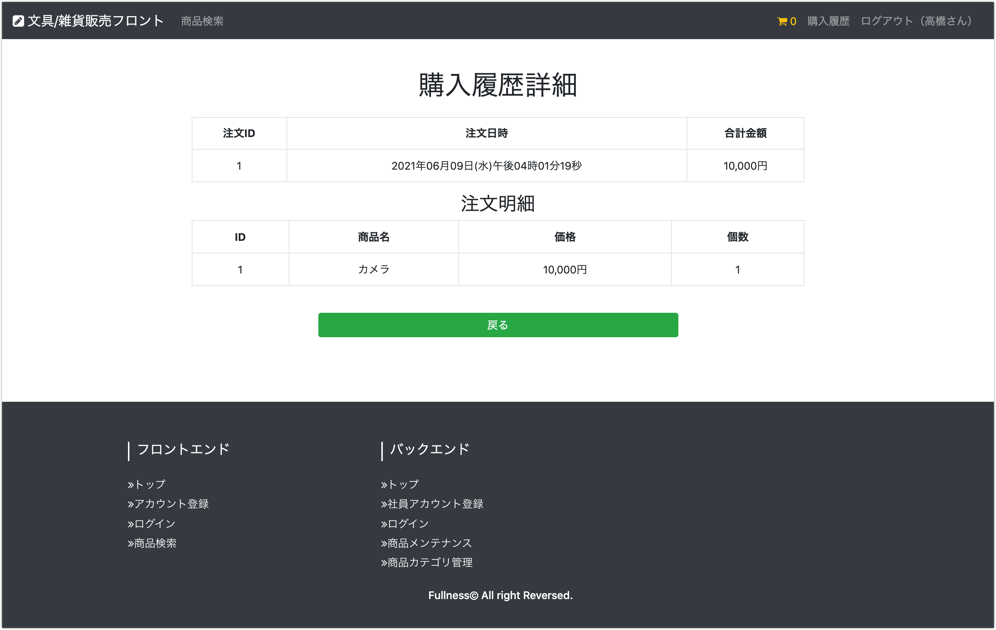 文具/雑貨販売フロント 商品検索 0 購入履歴 ログアウト（高橋さん）
購入履歴詳細
注文ID 注文日時 合計金額
1 2021年06月09日(水)午後04時01分19秒 10,000円
注文明細
ID 商品名 価格 個数
1 カメラ 10,000円 1
戻る
フロントエンド
»トップ
»アカウント登録
»ログイン
»商品検索
バックエンド
»トップ
»社員アカウント登録
»ログイン
»商品メンテナンス
»商品カテゴリ管理
Fullness© All right Reversed.